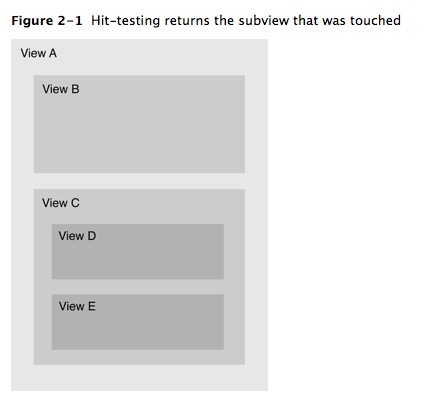 Figure 2-1 Hit-testing returns the subview that was touched
View A
View B
View C
View D
View E